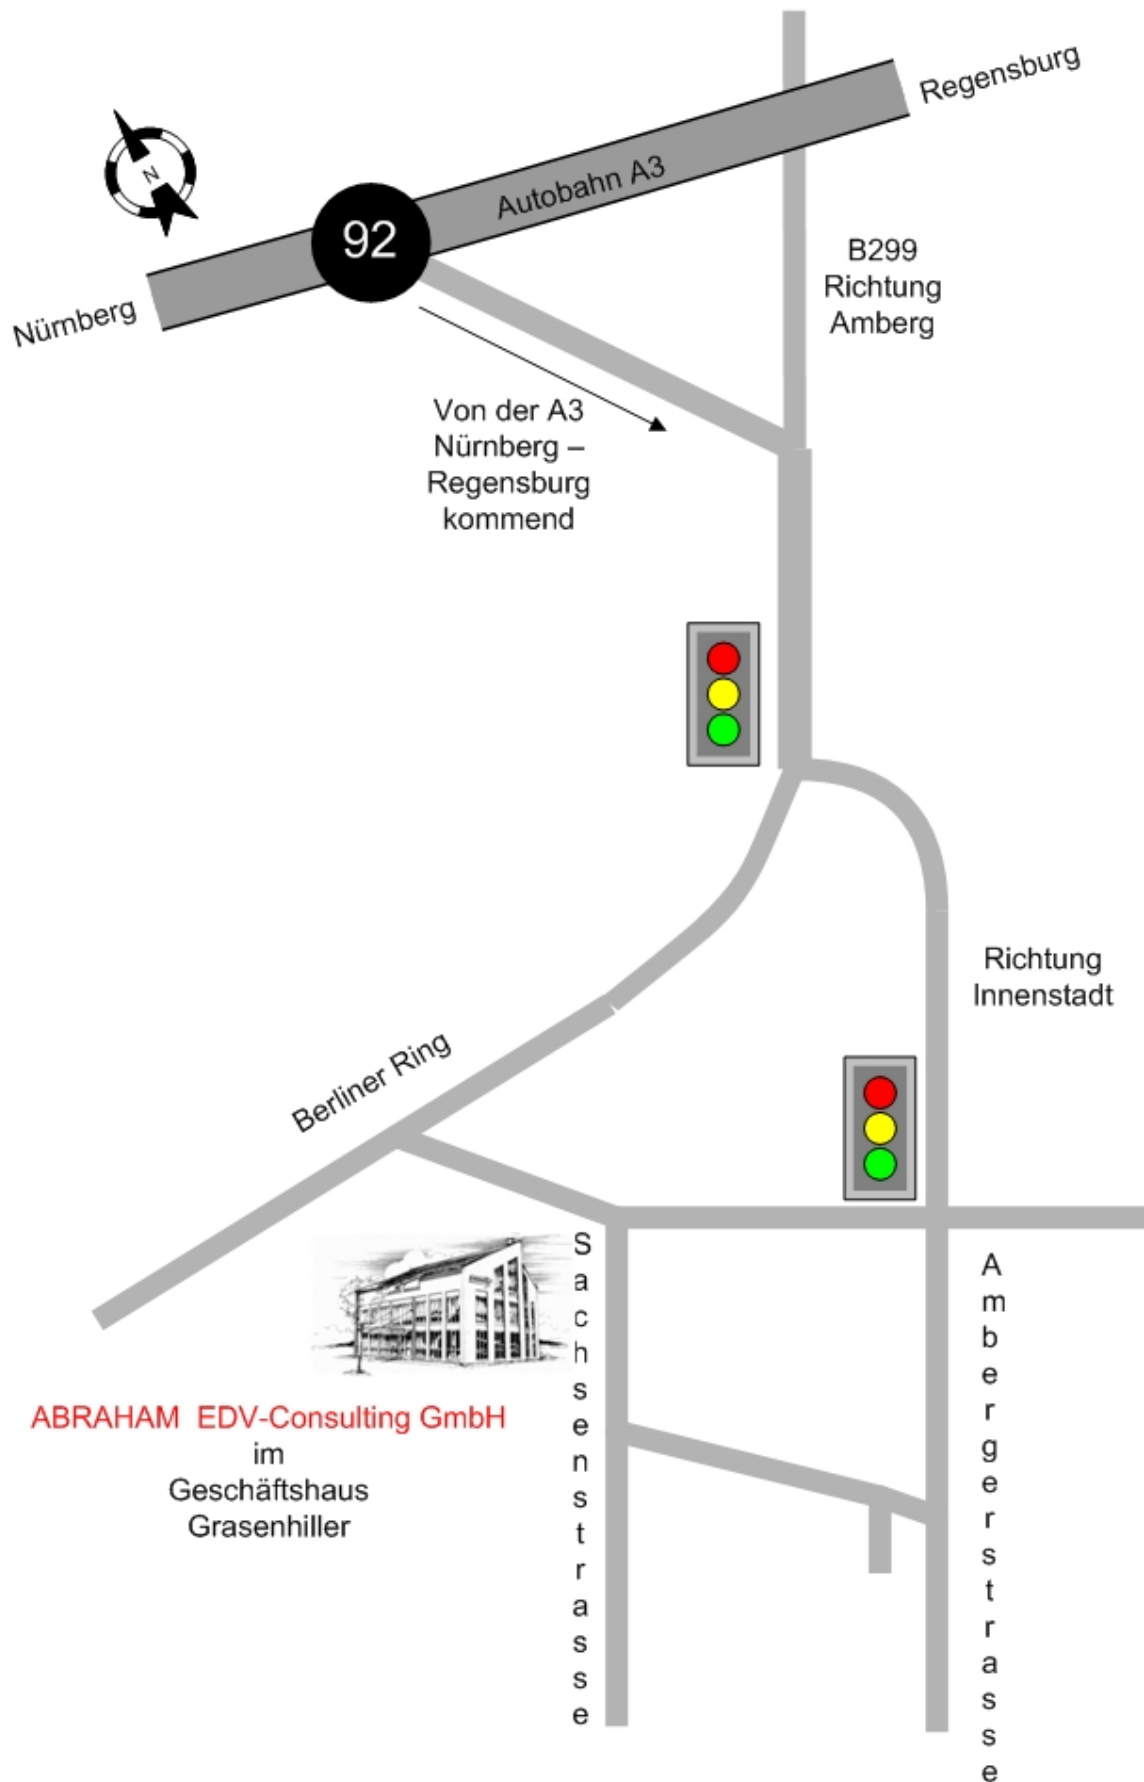 Regensburg
N
Autobahn A3
92
Nürnberg
B299
Richtung
Amberg
Von der A3
Nürnberg –
Regensburg
kommend
Richtung
Innenstadt
Berliner Ring
Sachsenstrasse
Ambergerstrasse
ABRAHAM EDV-Consulting GmbH
im
Geschäftshaus
Grasenhiller